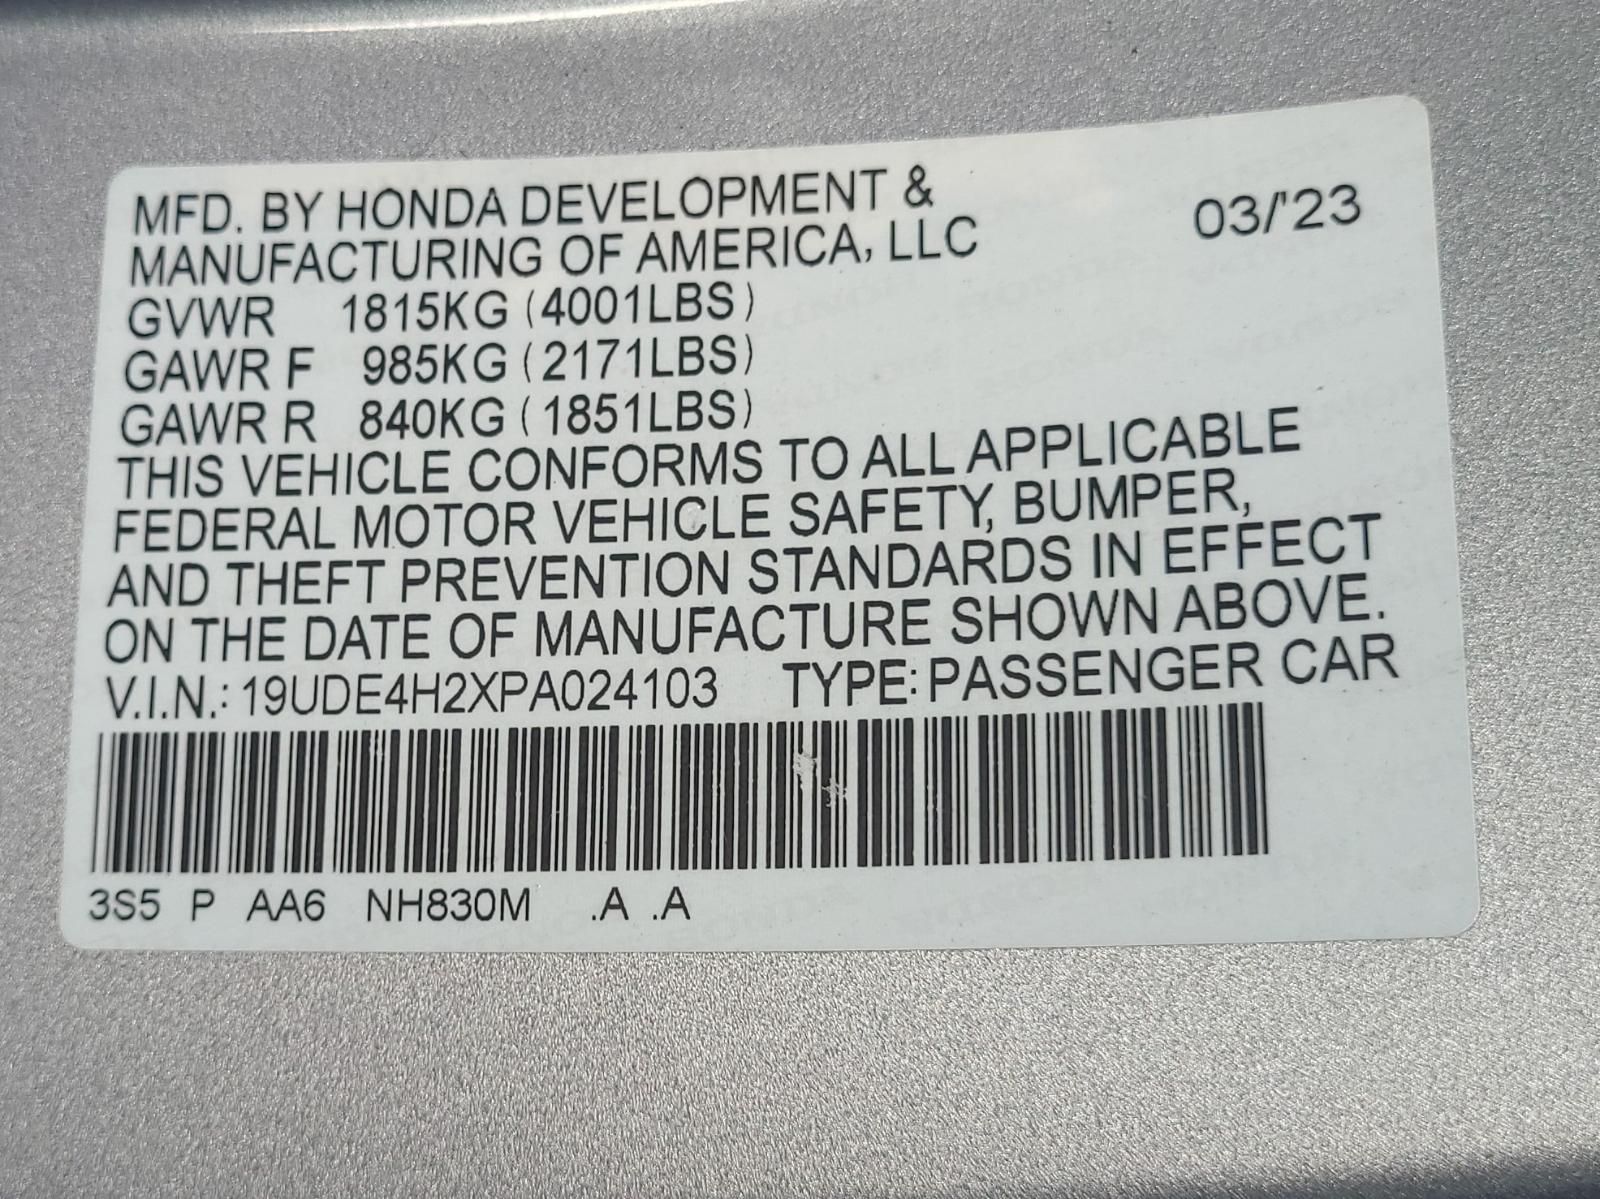 MFD. BY HONDA DEVELOPMENT & 03/'23
MANUFACTURING OF AMERICA, LLC
GVWR 1815KG (4001LBS)
GAWR F 985KG (2171LBS)
GAWR R 840KG (1851LBS)
THIS VEHICLE CONFORMS TO ALL APPLICABLE
FEDERAL MOTOR VEHICLE SAFETY, BUMPER,
AND THEFT PREVENTION STANDARDS IN EFFECT
ON THE DATE OF MANUFACTURE SHOWN ABOVE.
V.I.N.: 19UDE4H2XPA024103 TYPE: PASSENGER CAR
3S5 P AA6 NH830M .A .A